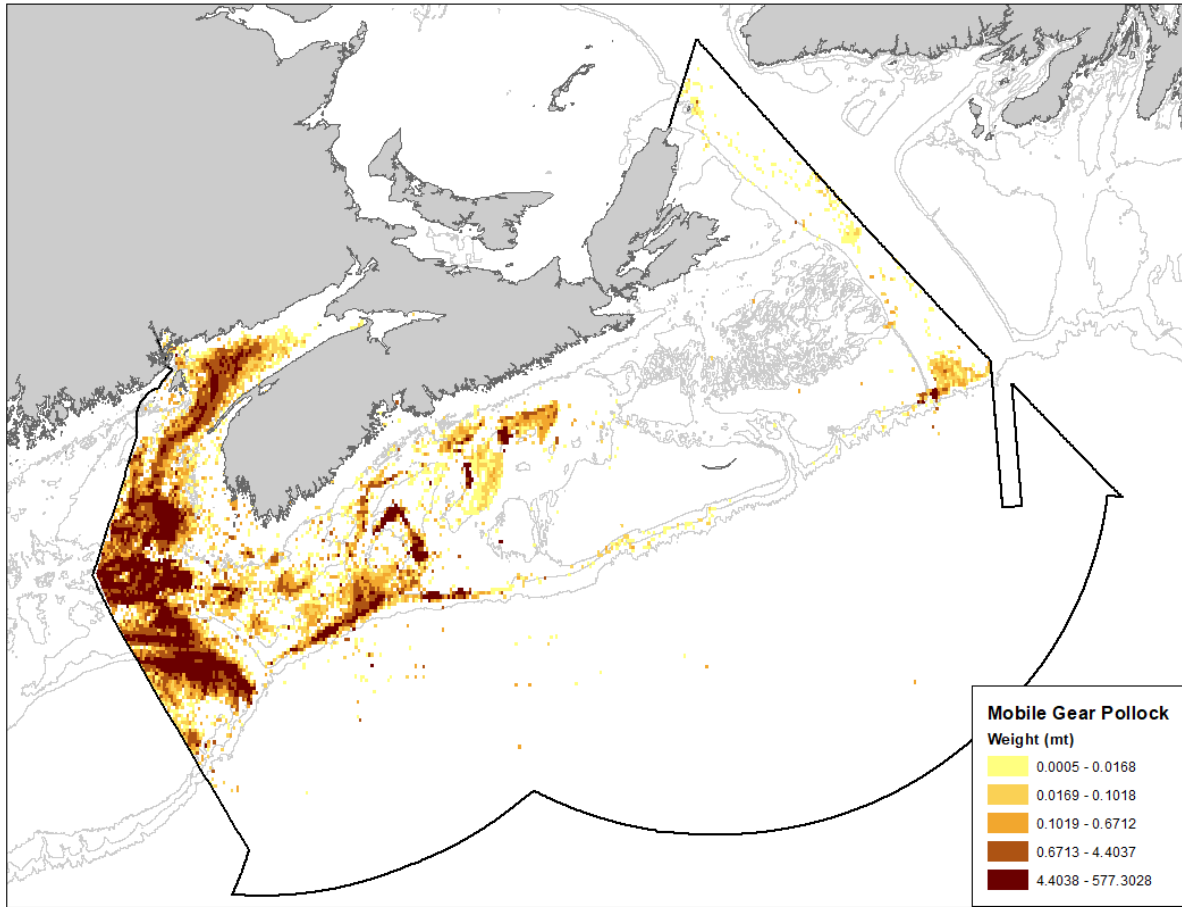 Mobile Gear Pollock
Weight (mt)
0.0005 - 0.0168
0.0169 - 0.1018
0.1019 - 0.6712
0.6713 - 4.4037
4.4038 - 577.3028